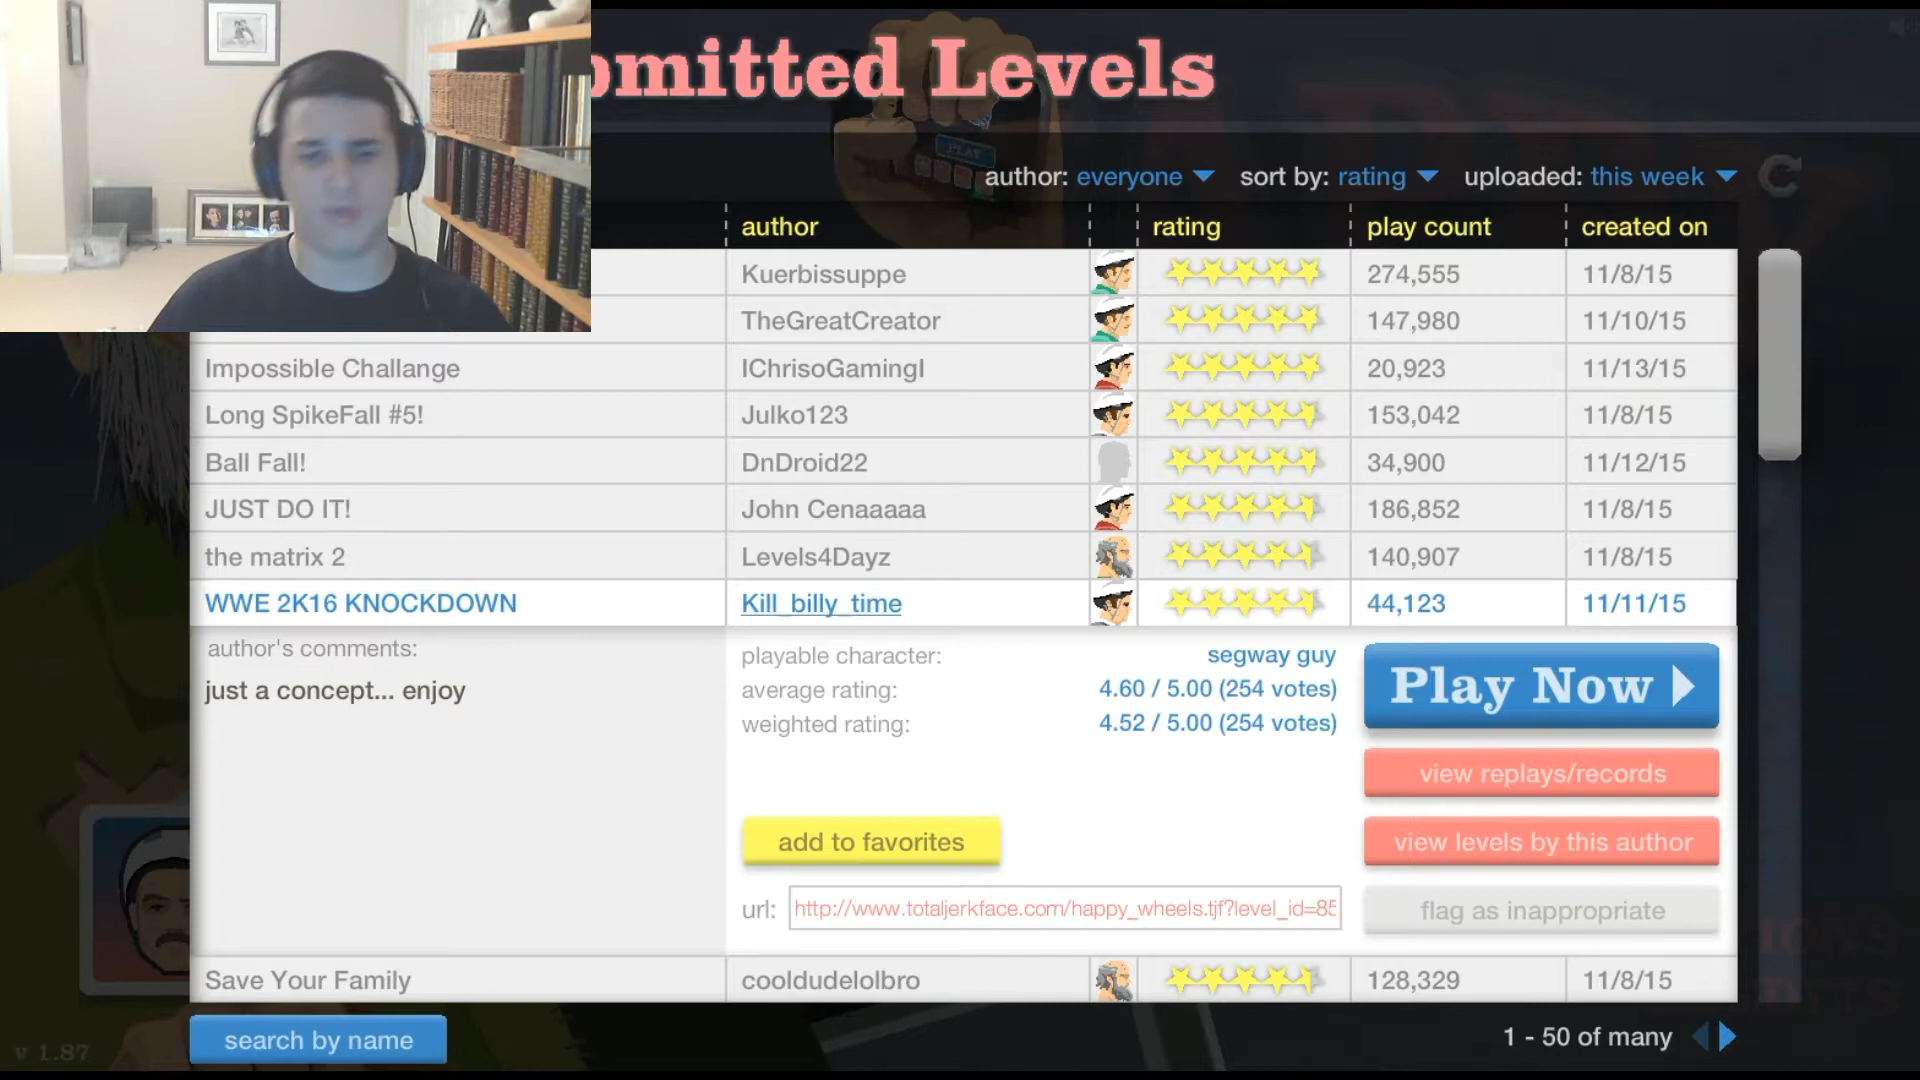 bmitted Levels
PLAY
author: everyone sort by: rating uploaded: this week
author rating play count created on
Kuerbissuppe 274,555 11/8/15
TheGreatCreator 147,980 11/10/15
Impossible Challange IChrisoGamingI 20,923 11/13/15
Long SpikeFall #5! Julko123 153,042 11/8/15
Ball Fall! DnDroid22 34,900 11/12/15
JUST DO IT! John Cenaaaaa 186,852 11/8/15
the matrix 2 Levels4Dayz 140,907 11/8/15
WWE 2K16 KNOCKDOWN Kill_billy_time 44,123 11/11/15
author's comments:
just a concept... enjoy
playable character: segway guy
average rating: 4.60 / 5.00 (254 votes)
weighted rating: 4.52 / 5.00 (254 votes)
Play Now
view replays/records
add to favorites
view levels by this author
url: http://www.totaljerkface.com/happy_wheels.tjf?level_id=85
flag as inappropriate
Save Your Family cooldudelolbro 128,329 11/8/15
search by name
1 - 50 of many
v 1.87